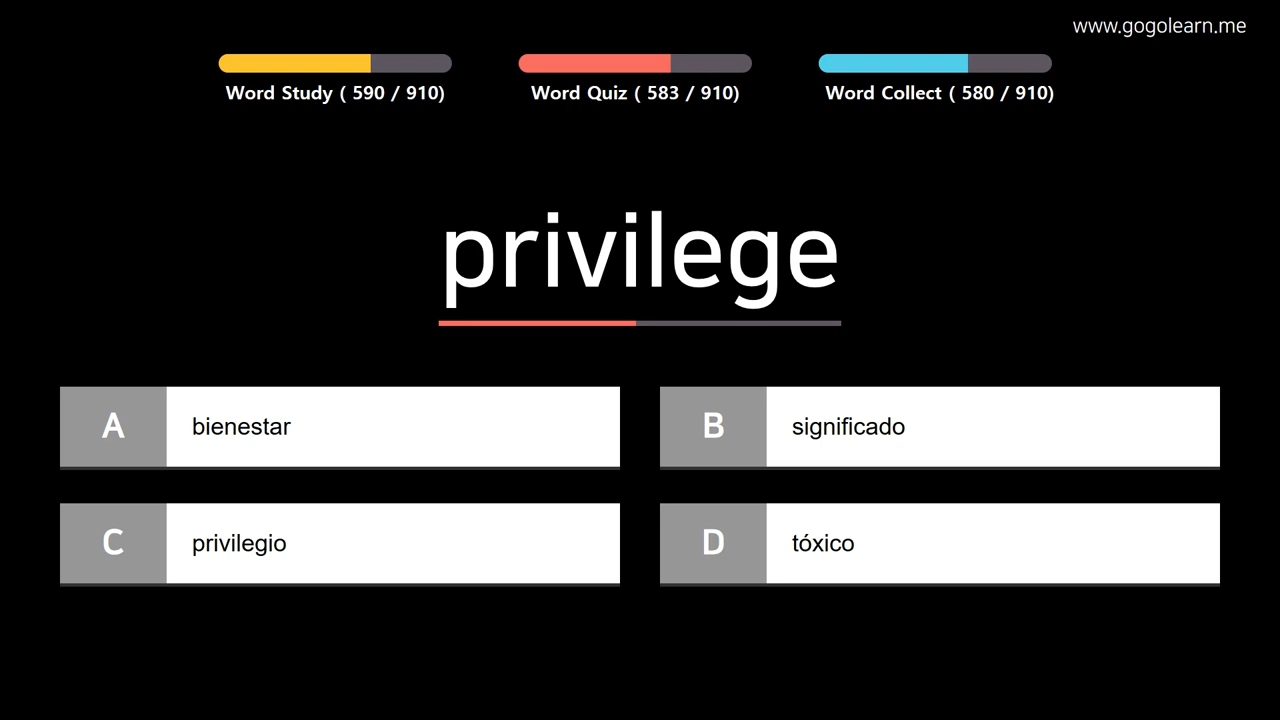 www.gogolearn.me
Word Study ( 590 / 910)
Word Quiz ( 583 / 910)
Word Collect ( 580 / 910)
privilege
A bienestar
B significado
C privilegio
D tóxico